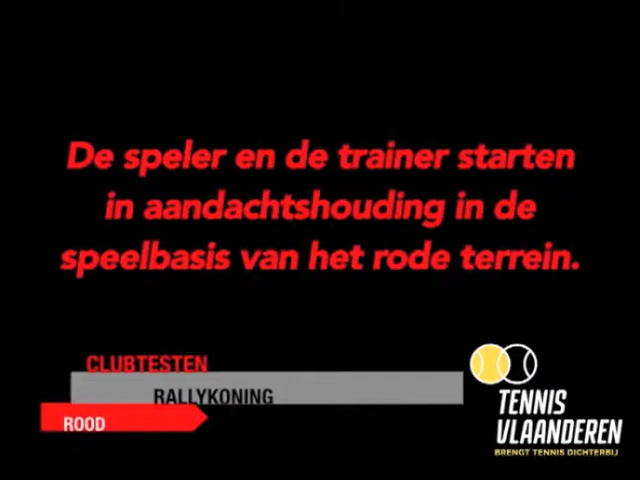 De speler en de trainer starten
in aandachtshouding in de
speelbasis van het rode terrein.
CLUBTESTEN
RALLYKONING
ROOD
TENNIS
VLAANDEREN
BRENGT TENNIS DICHTERBIJ